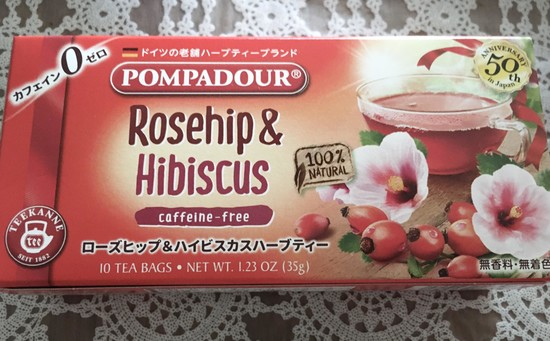 カフェイン0ゼロ
ドイツの老舗ハーブティーブランド
POMPADOUR®
ANNIVERSARY
50th
in Japan
Rosehip &
Hibiscus
100%
NATURAL
caffeine-free
TEEKANNE
tee
SEIT 1882
ローズヒップ&ハイビスカスハーブティー
10 TEA BAGS • NET WT. 1.23 OZ (35g)
無香料・無着色